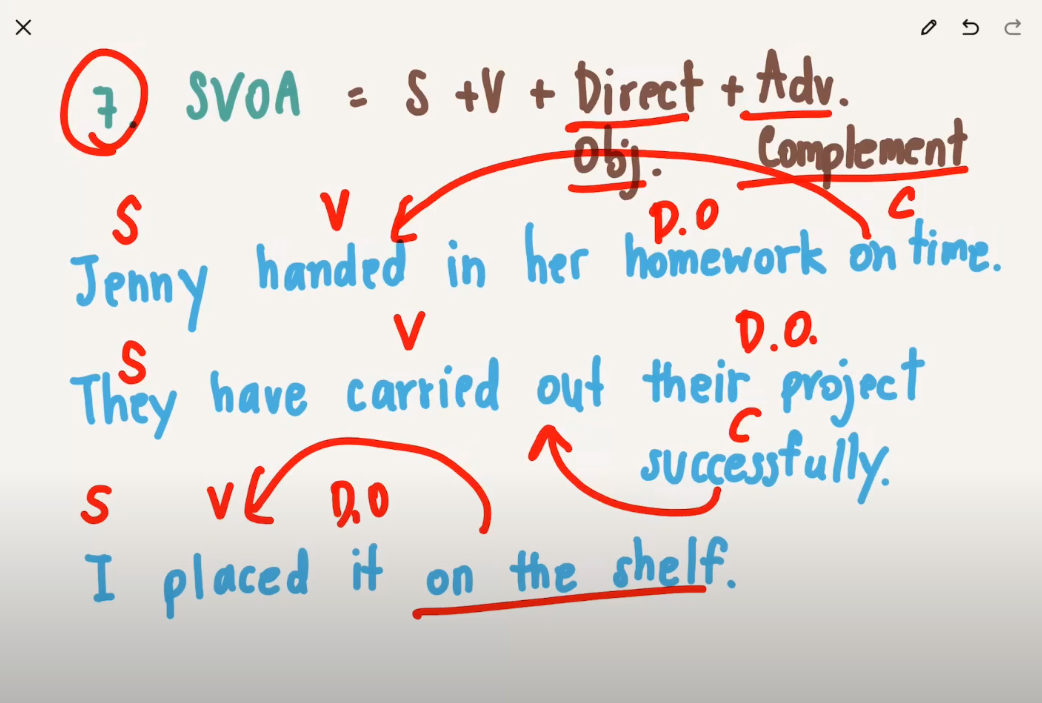 7. SVOA = S + V + Direct + Adv.
Obj. Complement
S V D.O C
Jenny handed in her homework on time.
S V D.O.
They have carried out their project
C
successfully.
S V D.O
I placed it on the shelf.